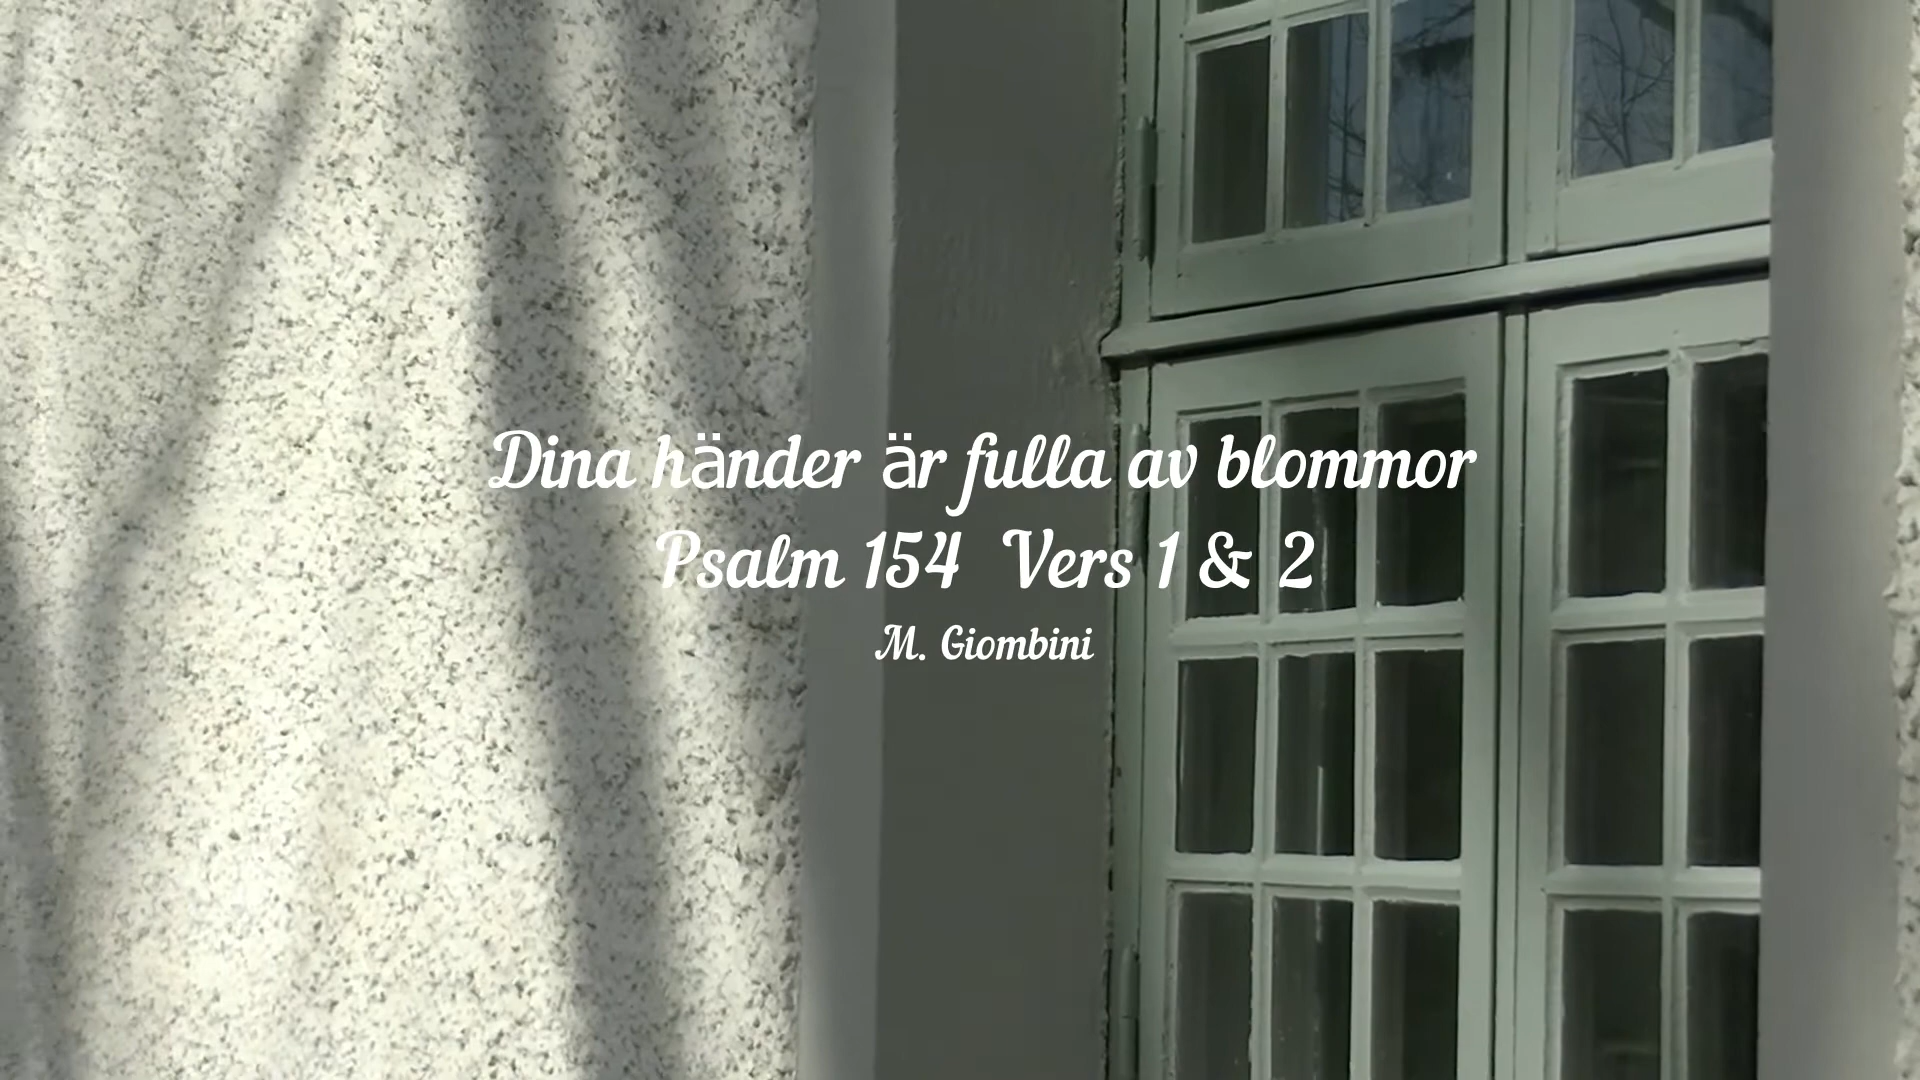 Dina händer är fulla av blommor
Psalm 154 Vers 1 & 2
M. Giombini